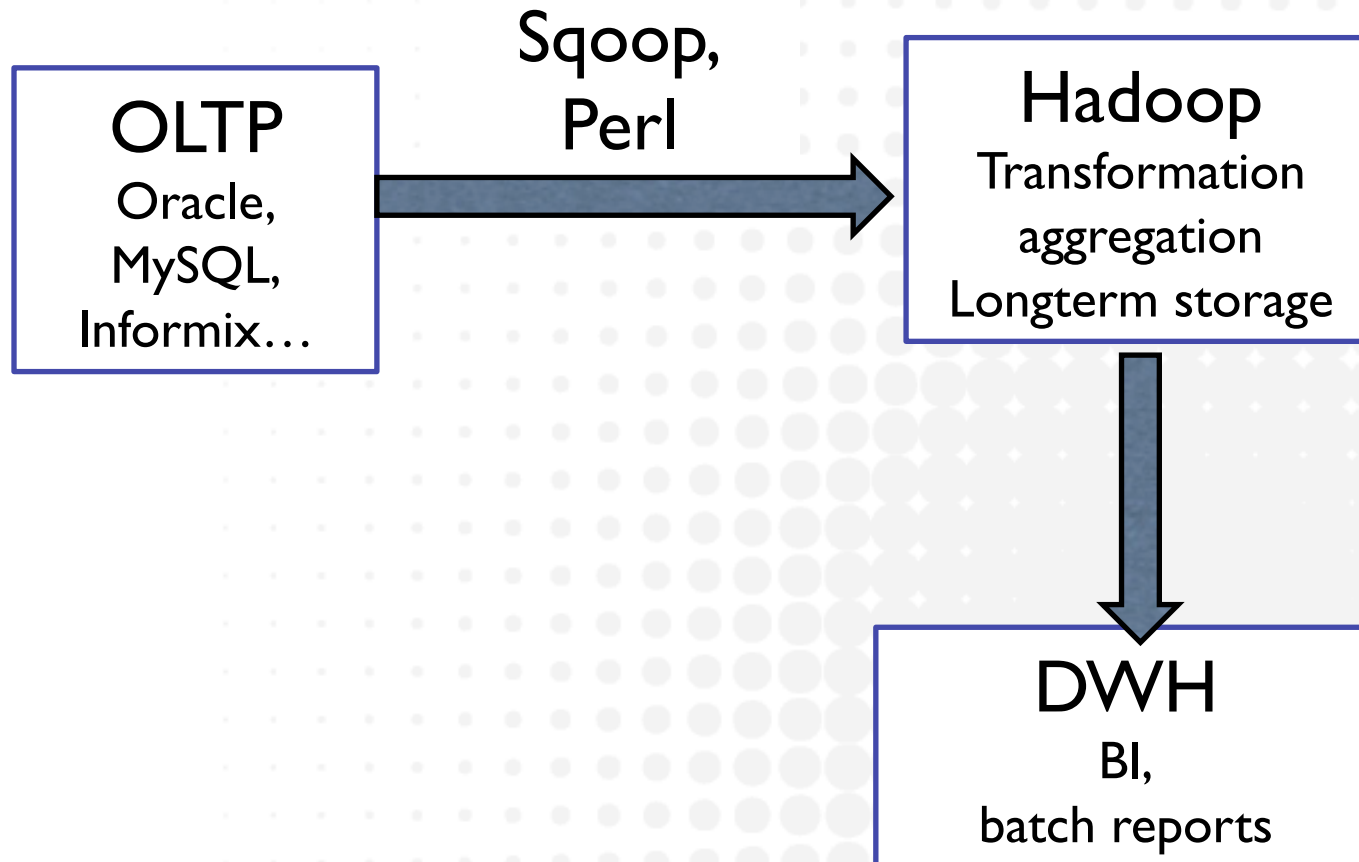 OLTP
Oracle,
MySQL,
Informix…
Sqoop,
Perl
Hadoop
Transformation
aggregation
Longterm storage
DWH
BI,
batch reports